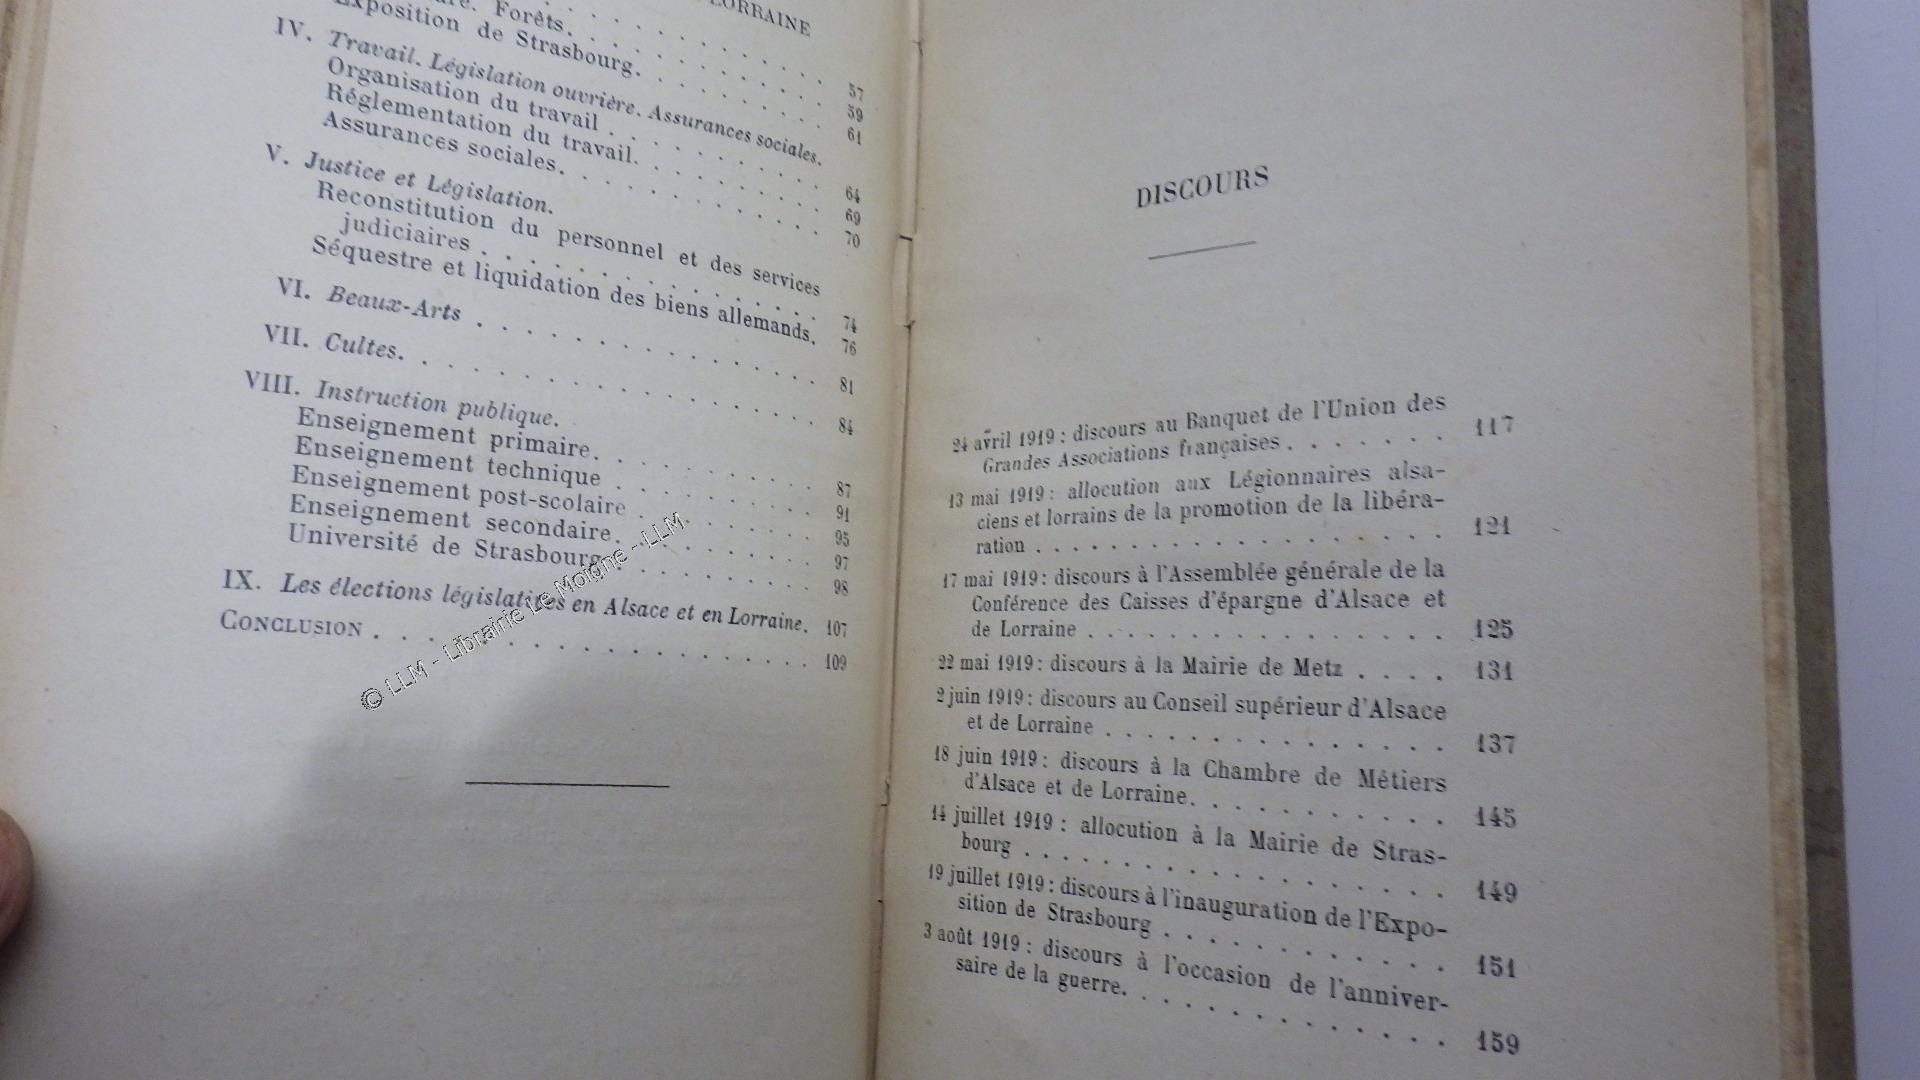 LORRAINE
Forêts. 57
Exposition de Strasbourg. 59
61
IV. Travail. Législation ouvrière. Assurances sociales.
Organisation du travail . . . . . . . . . . 64
Réglementation du travail. . . . . . . . . 69
Assurances sociales. . . . . . . . . . . . 70
V. Justice et Législation.
Reconstitution du personnel et des services
judiciaires . . . . . . . . . . . . . . 74
Séquestre et liquidation des biens allemands. 76
VI. Beaux-Arts . . . . . . . . . . . . . . 81
VII. Cultes. . . . . . . . . . . . . . . . . 84
VIII. Instruction publique.
Enseignement primaire. . . . . . . . . . 87
Enseignement technique . . . . . . . . . 91
Enseignement post-scolaire . . . . . . . . 95
Enseignement secondaire. . . . . . . . . 97
Université de Strasbourg. . . . . . . . . 98
IX. Les élections législatives en Alsace et en Lorraine. 107
CONCLUSION . . . . . . . . . . . . . . . . . 109
© LLM - Librairie Le Moigne - LLM.
DISCOURS
24 avril 1919 : discours au Banquet de l'Union des
Grandes Associations françaises . . . . . . . 117
13 mai 1919 : allocution aux Légionnaires alsa-
ciens et lorrains de la promotion de la libéra-
ration . . . . . . . . . . . . . . . . . 121
17 mai 1919 : discours à l'Assemblée générale de la
Conférence des Caisses d'épargne d'Alsace et
de Lorraine . . . . . . . . . . . . . . 125
22 mai 1919 : discours à la Mairie de Metz . . . . 131
2 juin 1919 : discours au Conseil supérieur d'Alsace
et de Lorraine . . . . . . . . . . . . . 137
18 juin 1919 : discours à la Chambre de Métiers
d'Alsace et de Lorraine. . . . . . . . . . 145
14 juillet 1919 : allocution à la Mairie de Stras-
bourg . . . . . . . . . . . . . . . . . 149
19 juillet 1919 : discours à l'inauguration de l'Expo-
sition de Strasbourg . . . . . . . . . . . 151
3 août 1919 : discours à l'occasion de l'anniver-
saire de la guerre. . . . . . . . . . . . . 159